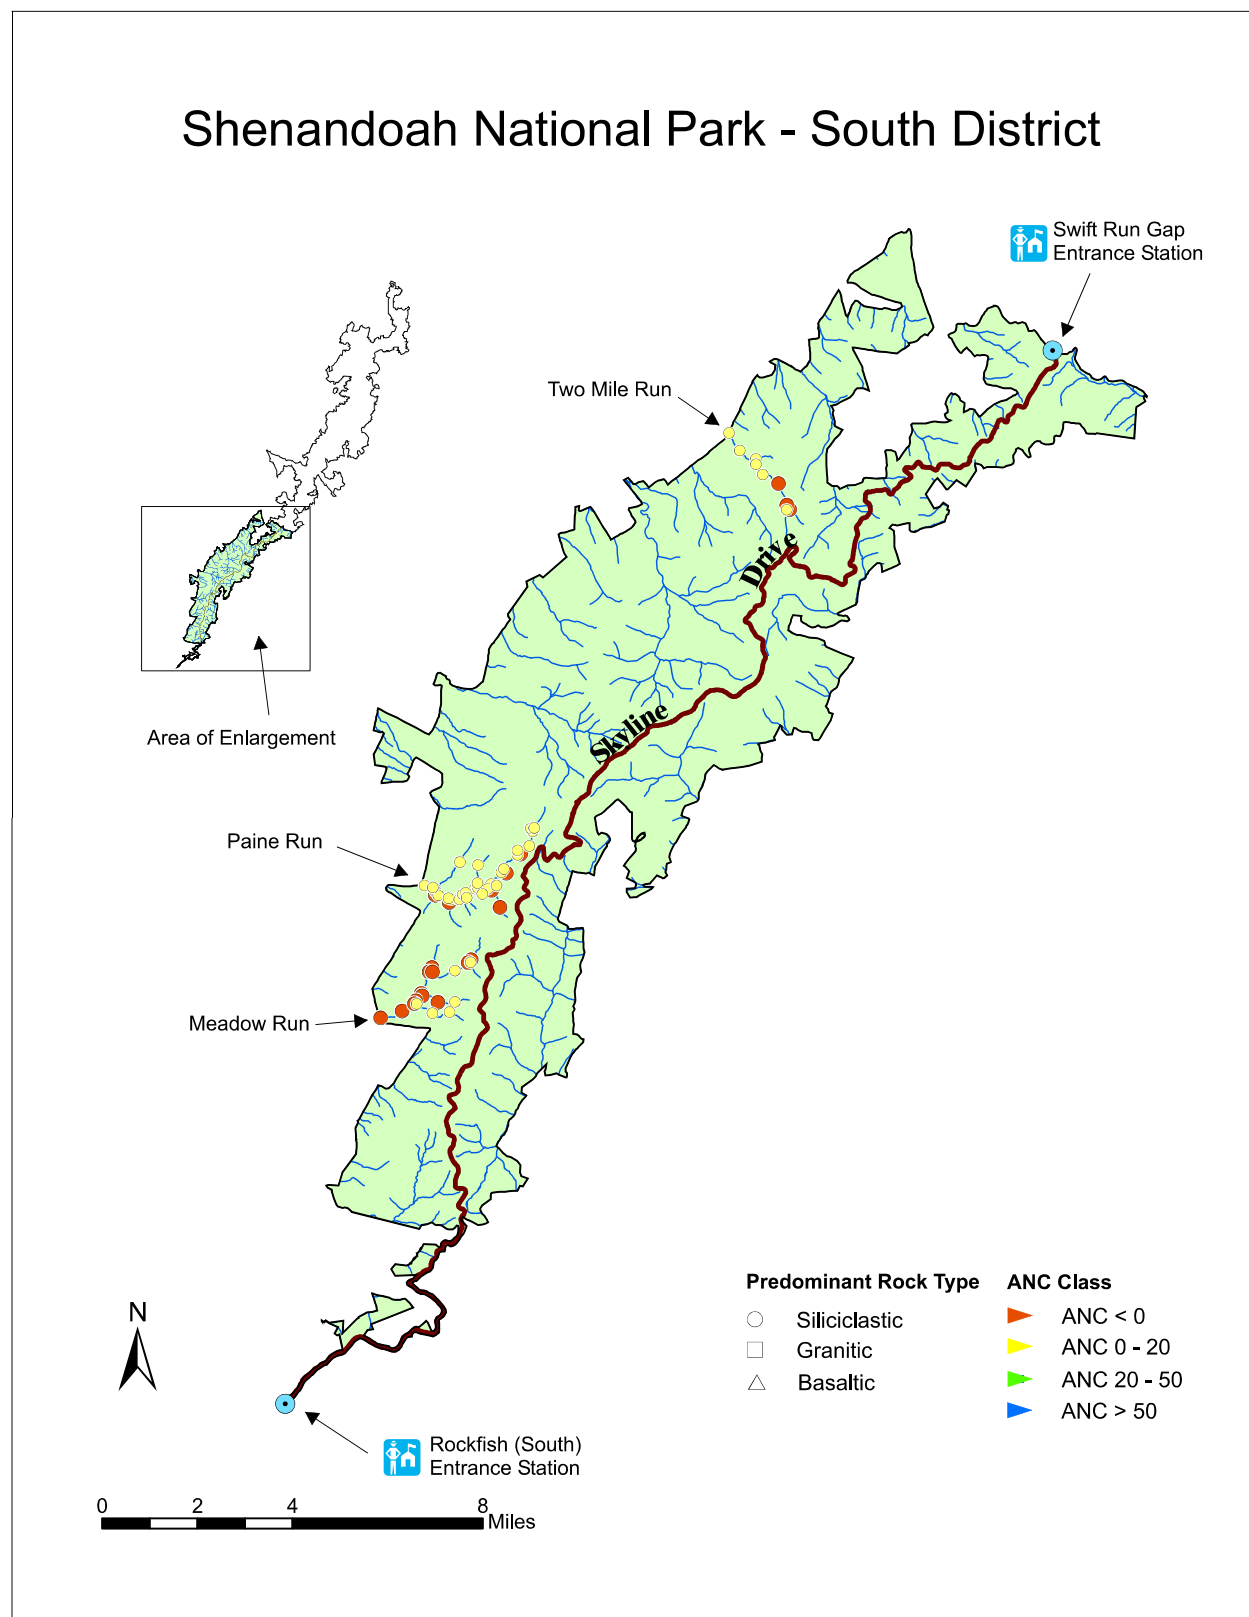 Shenandoah National Park - South District
Swift Run Gap
Entrance Station
Two Mile Run
Drive
Skyline
Area of Enlargement
Paine Run
Meadow Run
Predominant Rock Type
Siliciclastic
Granitic
Basaltic
ANC Class
ANC < 0
ANC 0 - 20
ANC 20 - 50
ANC > 50
N
Rockfish (South)
Entrance Station
0 2 4 8
Miles